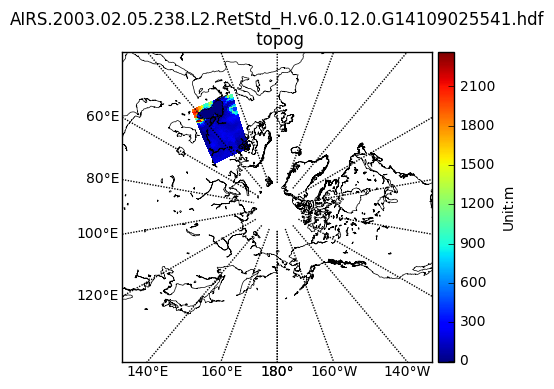 AIRS.2003.02.05.238.L2.RetStd_H.v6.0.12.0.G14109025541.hdf
topog
60°E
80°E
100°E
120°E
140°E 160°E 180° 160°W 140°W
2100
1800
1500
1200
900
600
300
0
Unit:m